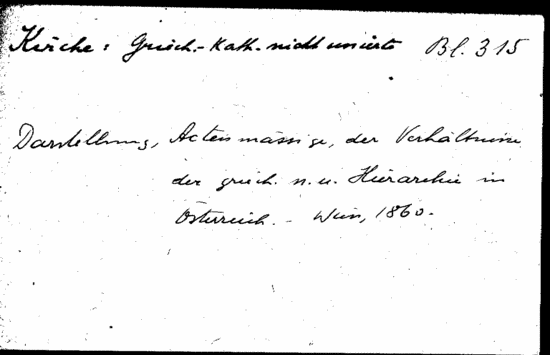 Kirche: Griech.-Kath. nicht unierte Bl. 315
Darstellung, Actenmässige, der Verhältnisse
der griech. n. u. Hierarchie in
Österreich. - Wien, 1860.